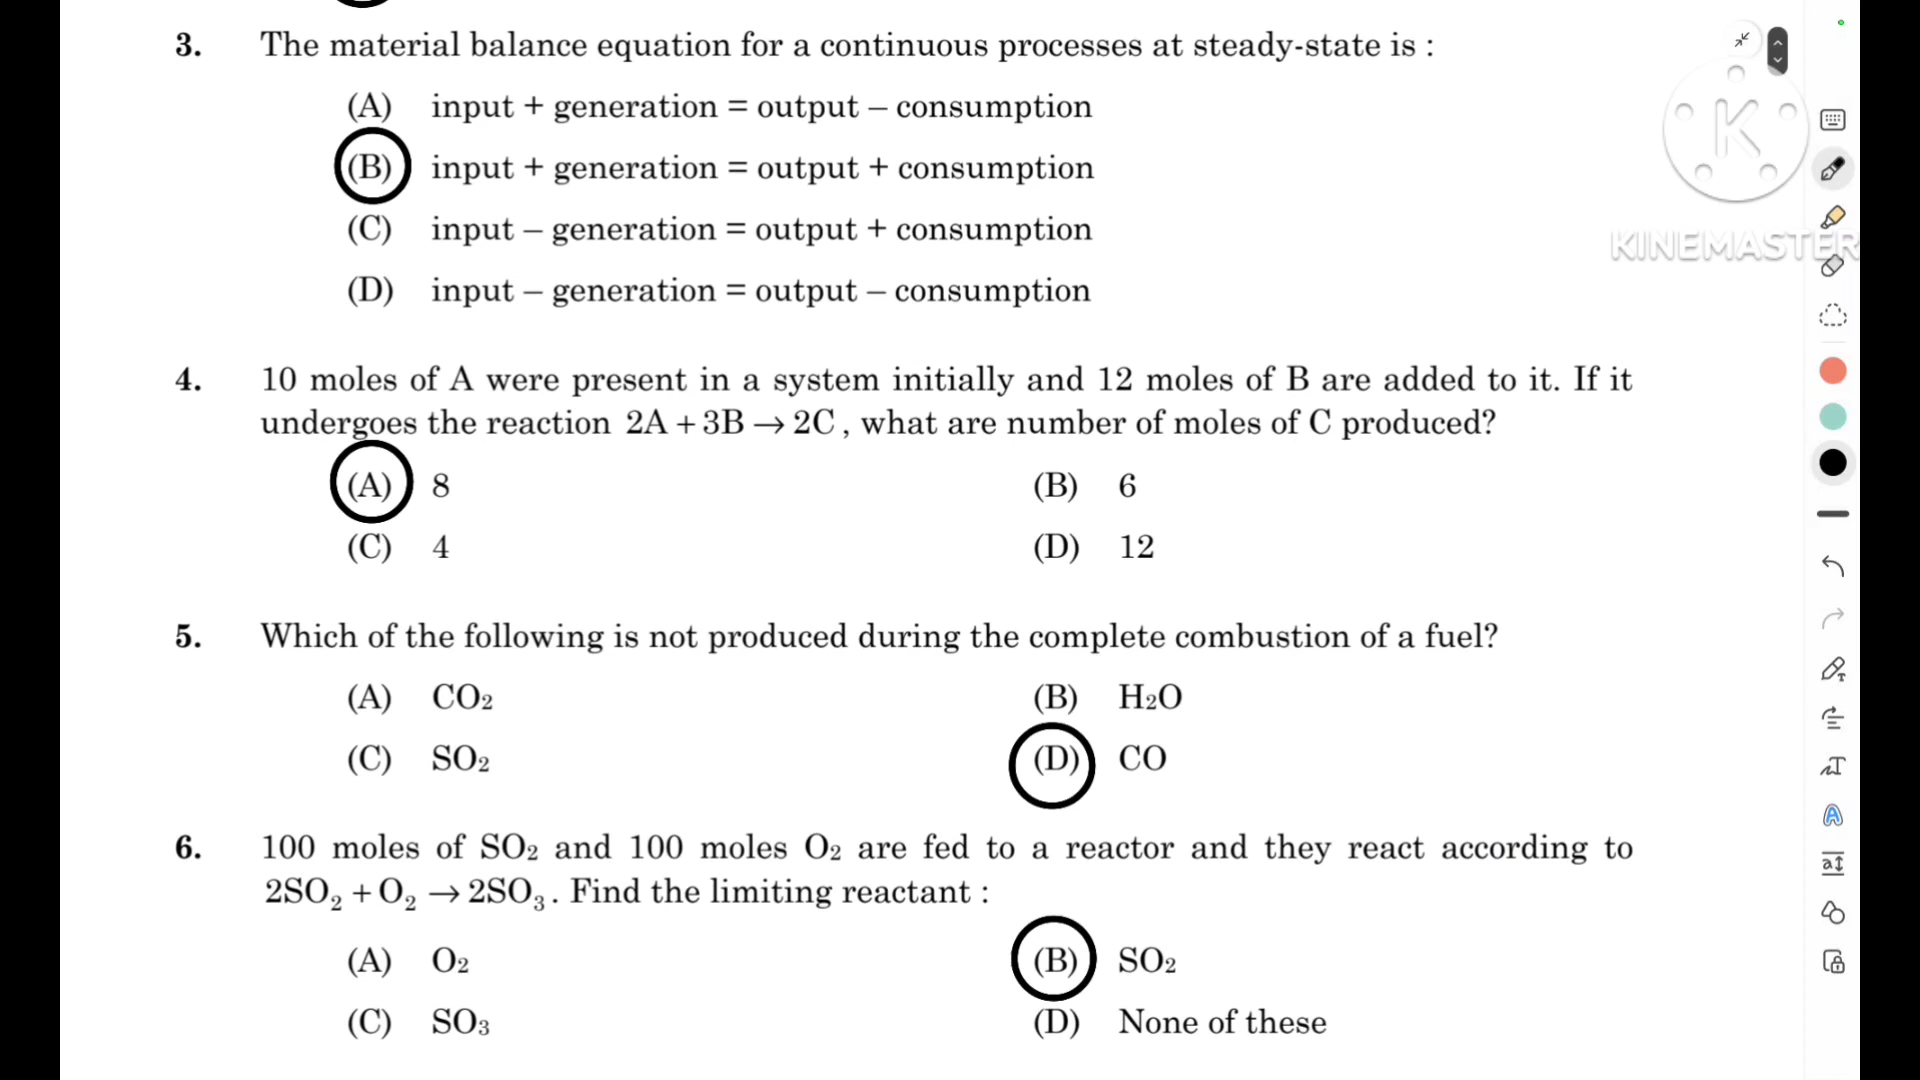 3. The material balance equation for a continuous processes at steady-state is :
(A) input + generation = output – consumption
(B) input + generation = output + consumption
(C) input – generation = output + consumption
(D) input – generation = output – consumption
KINEMASTER
4. 10 moles of A were present in a system initially and 12 moles of B are added to it. If it
undergoes the reaction 2A + 3B → 2C , what are number of moles of C produced?
(A) 8 (B) 6
(C) 4 (D) 12
5. Which of the following is not produced during the complete combustion of a fuel?
(A) CO2 (B) H2O
(C) SO2 (D) CO
6. 100 moles of SO2 and 100 moles O2 are fed to a reactor and they react according to
2SO₂ + O₂ → 2SO₃ . Find the limiting reactant :
(A) O2 (B) SO2
(C) SO3 (D) None of these